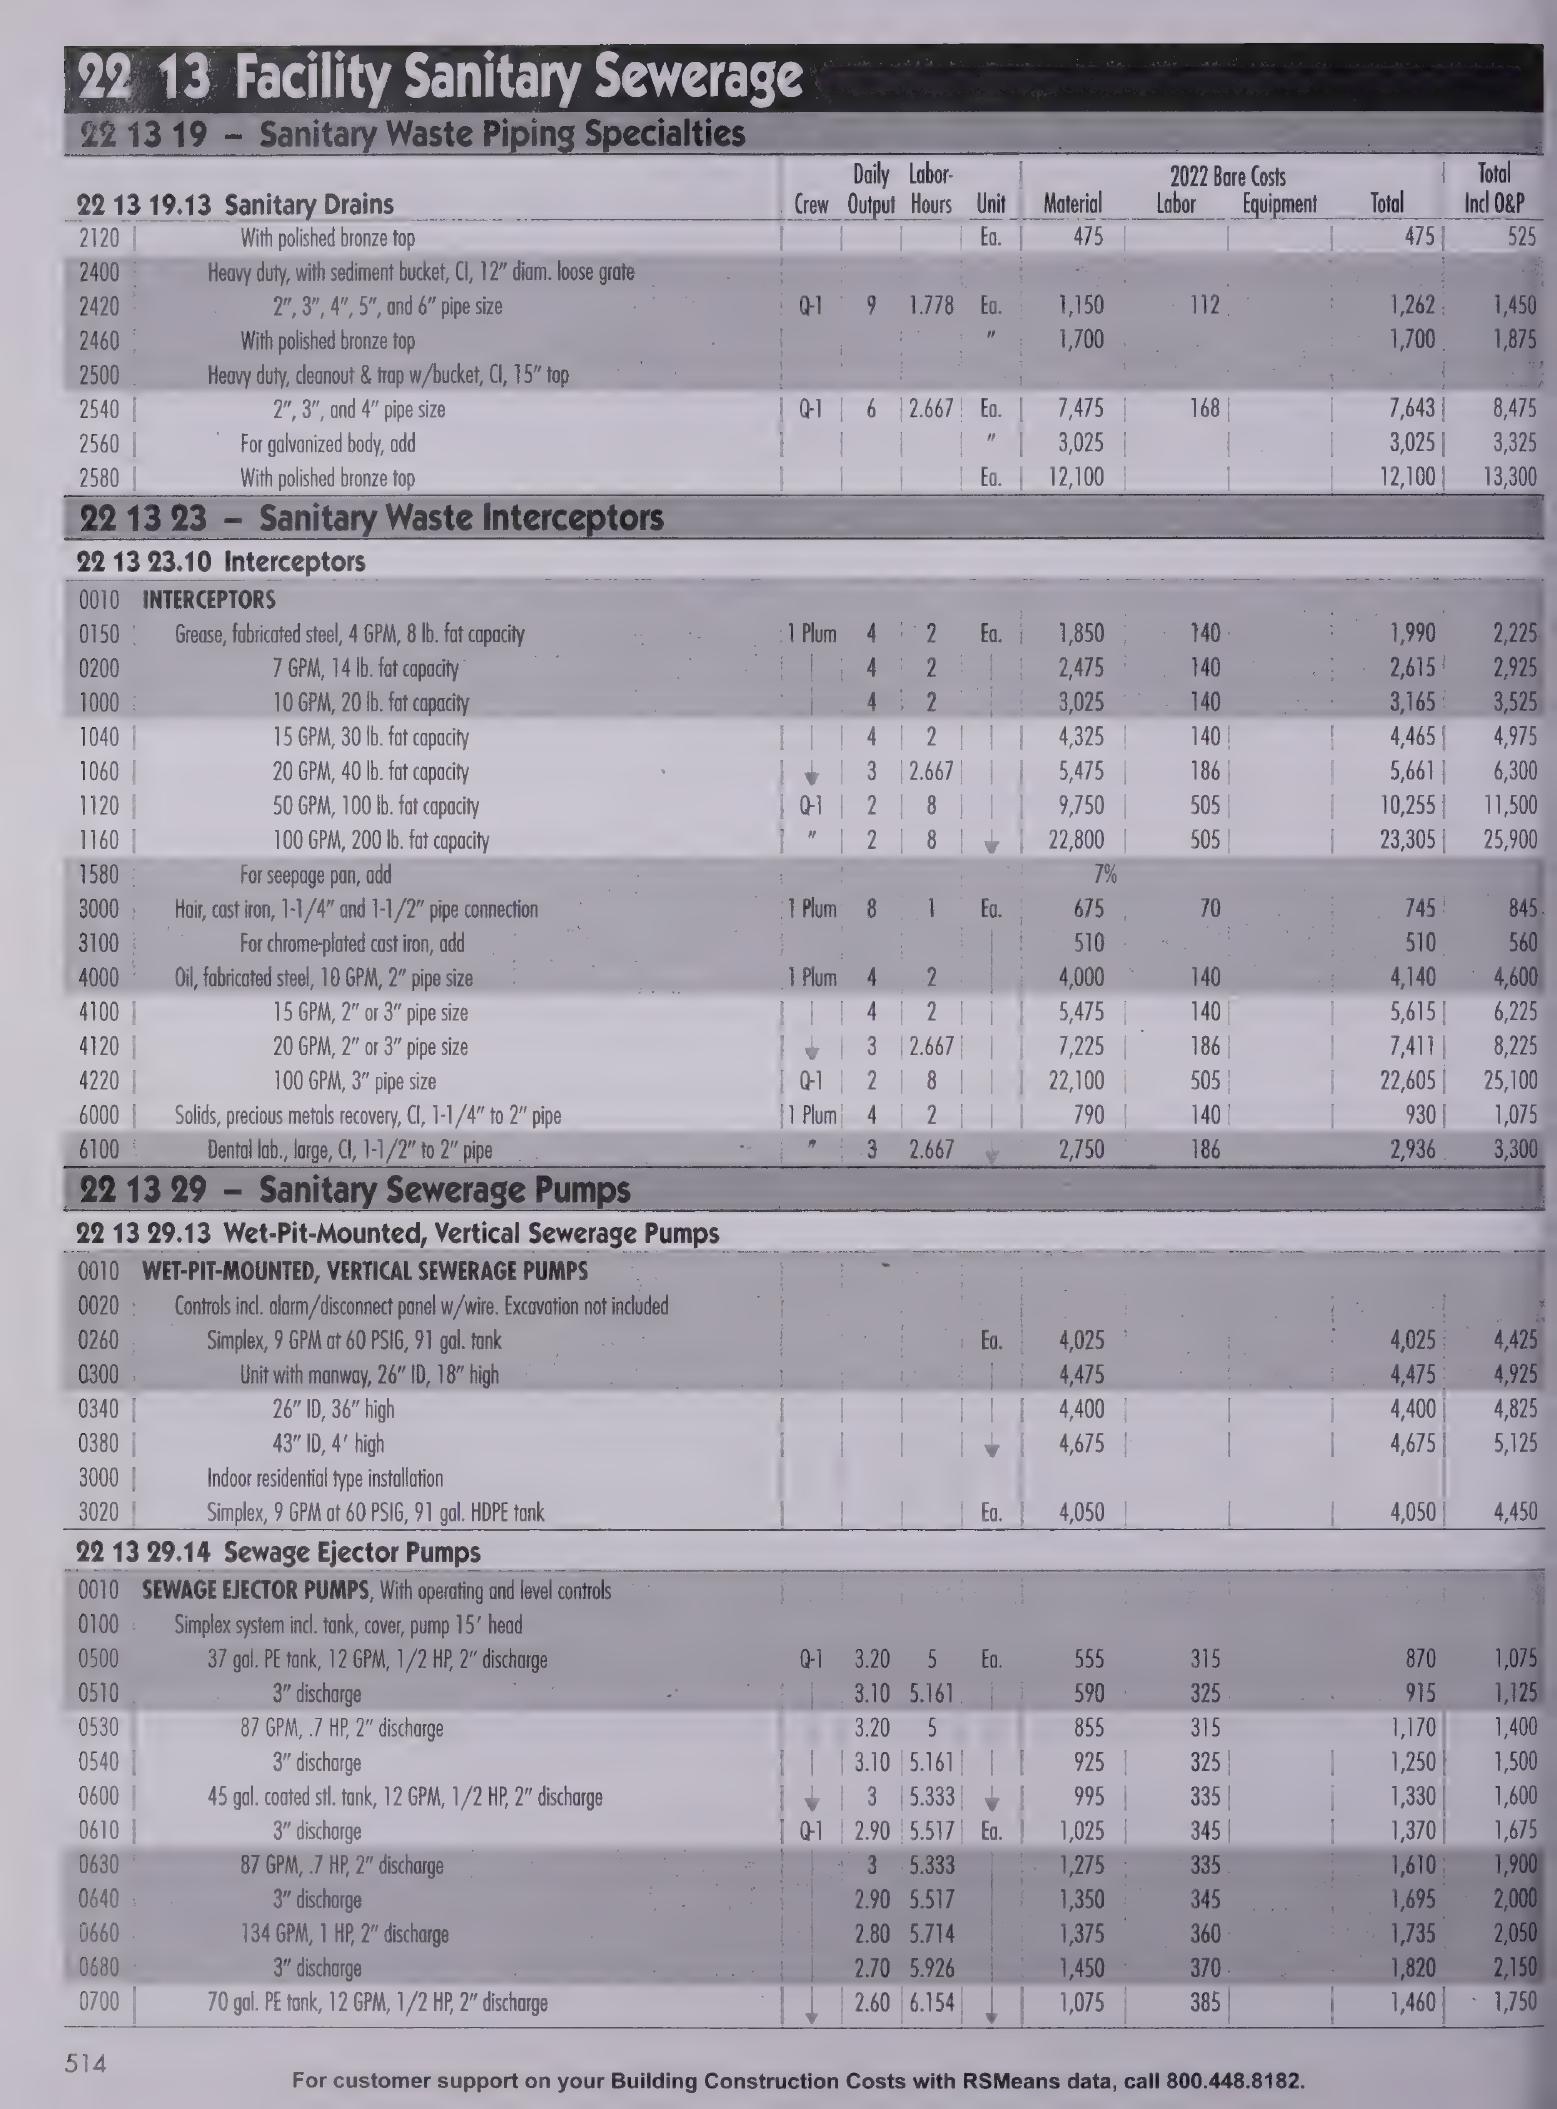 22 13 Facility Sanitary Sewerage
22 13 19 – Sanitary Waste Piping Specialties
Daily Labor- 2022 Bare Costs Total
22 13 19.13 Sanitary Drains Crew Output Hours Unit Material Labor Equipment Total Incl O&P
2120 With polished bronze top Ea. 475 475 525
2400 Heavy duty, with sediment bucket, CI, 12" diam. loose grate
2420 2", 3", 4", 5", and 6" pipe size Q-1 9 1.778 Ea. 1,150 112 1,262 1,450
2460 With polished bronze top " 1,700 1,700 1,875
2500 Heavy duty, cleanout & trap w/bucket, CI, 15" top
2540 2", 3", and 4" pipe size Q-1 6 2.667 Ea. 7,475 168 7,643 8,475
2560 For galvanized body, add " 3,025 3,025 3,325
2580 With polished bronze top Ea. 12,100 12,100 13,300
22 13 23 – Sanitary Waste Interceptors
22 13 23.10 Interceptors
0010 INTERCEPTORS
0150 Grease, fabricated steel, 4 GPM, 8 lb. fat capacity 1 Plum 4 2 Ea. 1,850 140 1,990 2,225
0200 7 GPM, 14 lb. fat capacity 4 2 2,475 140 2,615 2,925
1000 10 GPM, 20 lb. fat capacity 4 2 3,025 140 3,165 3,525
1040 15 GPM, 30 lb. fat capacity 4 2 4,325 140 4,465 4,975
1060 20 GPM, 40 lb. fat capacity 3 2.667 5,475 186 5,661 6,300
1120 50 GPM, 100 lb. fat capacity Q-1 2 8 9,750 505 10,255 11,500
1160 100 GPM, 200 lb. fat capacity " 2 8 22,800 505 23,305 25,900
1580 For seepage pan, add 7%
3000 Hair, cast iron, 1-1/4" and 1-1/2" pipe connection 1 Plum 8 1 Ea. 675 70 745 845
3100 For chrome-plated cast iron, add 510 510 560
4000 Oil, fabricated steel, 10 GPM, 2" pipe size 1 Plum 4 2 4,000 140 4,140 4,600
4100 15 GPM, 2" or 3" pipe size 4 2 5,475 140 5,615 6,225
4120 20 GPM, 2" or 3" pipe size 3 2.667 7,225 186 7,411 8,225
4220 100 GPM, 3" pipe size Q-1 2 8 22,100 505 22,605 25,100
6000 Solids, precious metals recovery, CI, 1-1/4" to 2" pipe 1 Plum 4 2 790 140 930 1,075
6100 Dental lab., large, CI, 1-1/2" to 2" pipe " 3 2.667 2,750 186 2,936 3,300
22 13 29 – Sanitary Sewerage Pumps
22 13 29.13 Wet-Pit-Mounted, Vertical Sewerage Pumps
0010 WET-PIT-MOUNTED, VERTICAL SEWERAGE PUMPS
0020 Controls incl. alarm/disconnect panel w/wire. Excavation not included
0260 Simplex, 9 GPM at 60 PSIG, 91 gal. tank Ea. 4,025 4,025 4,425
0300 Unit with manway, 26" ID, 18" high 4,475 4,475 4,925
0340 26" ID, 36" high 4,400 4,400 4,825
0380 43" ID, 4' high 4,675 4,675 5,125
3000 Indoor residential type installation
3020 Simplex, 9 GPM at 60 PSIG, 91 gal. HDPE tank Ea. 4,050 4,050 4,450
22 13 29.14 Sewage Ejector Pumps
0010 SEWAGE EJECTOR PUMPS, With operating and level controls
0100 Simplex system incl. tank, cover, pump 15' head
0500 37 gal. PE tank, 12 GPM, 1/2 HP, 2" discharge Q-1 3.20 5 Ea. 555 315 870 1,075
0510 3" discharge 3.10 5.161 590 325 915 1,125
0530 87 GPM, .7 HP, 2" discharge 3.20 5 855 315 1,170 1,400
0540 3" discharge 3.10 5.161 925 325 1,250 1,500
0600 45 gal. coated stl. tank, 12 GPM, 1/2 HP, 2" discharge 3 5.333 995 335 1,330 1,600
0610 3" discharge Q-1 2.90 5.517 Ea. 1,025 345 1,370 1,675
0630 87 GPM, .7 HP, 2" discharge 3 5.333 1,275 335 1,610 1,900
0640 3" discharge 2.90 5.517 1,350 345 1,695 2,000
0660 134 GPM, 1 HP, 2" discharge 2.80 5.714 1,375 360 1,735 2,050
0680 3" discharge 2.70 5.926 1,450 370 1,820 2,150
0700 70 gal. PE tank, 12 GPM, 1/2 HP, 2" discharge 2.60 6.154 1,075 385 1,460 1,750
514
For customer support on your Building Construction Costs with RSMeans data, call 800.448.8182.